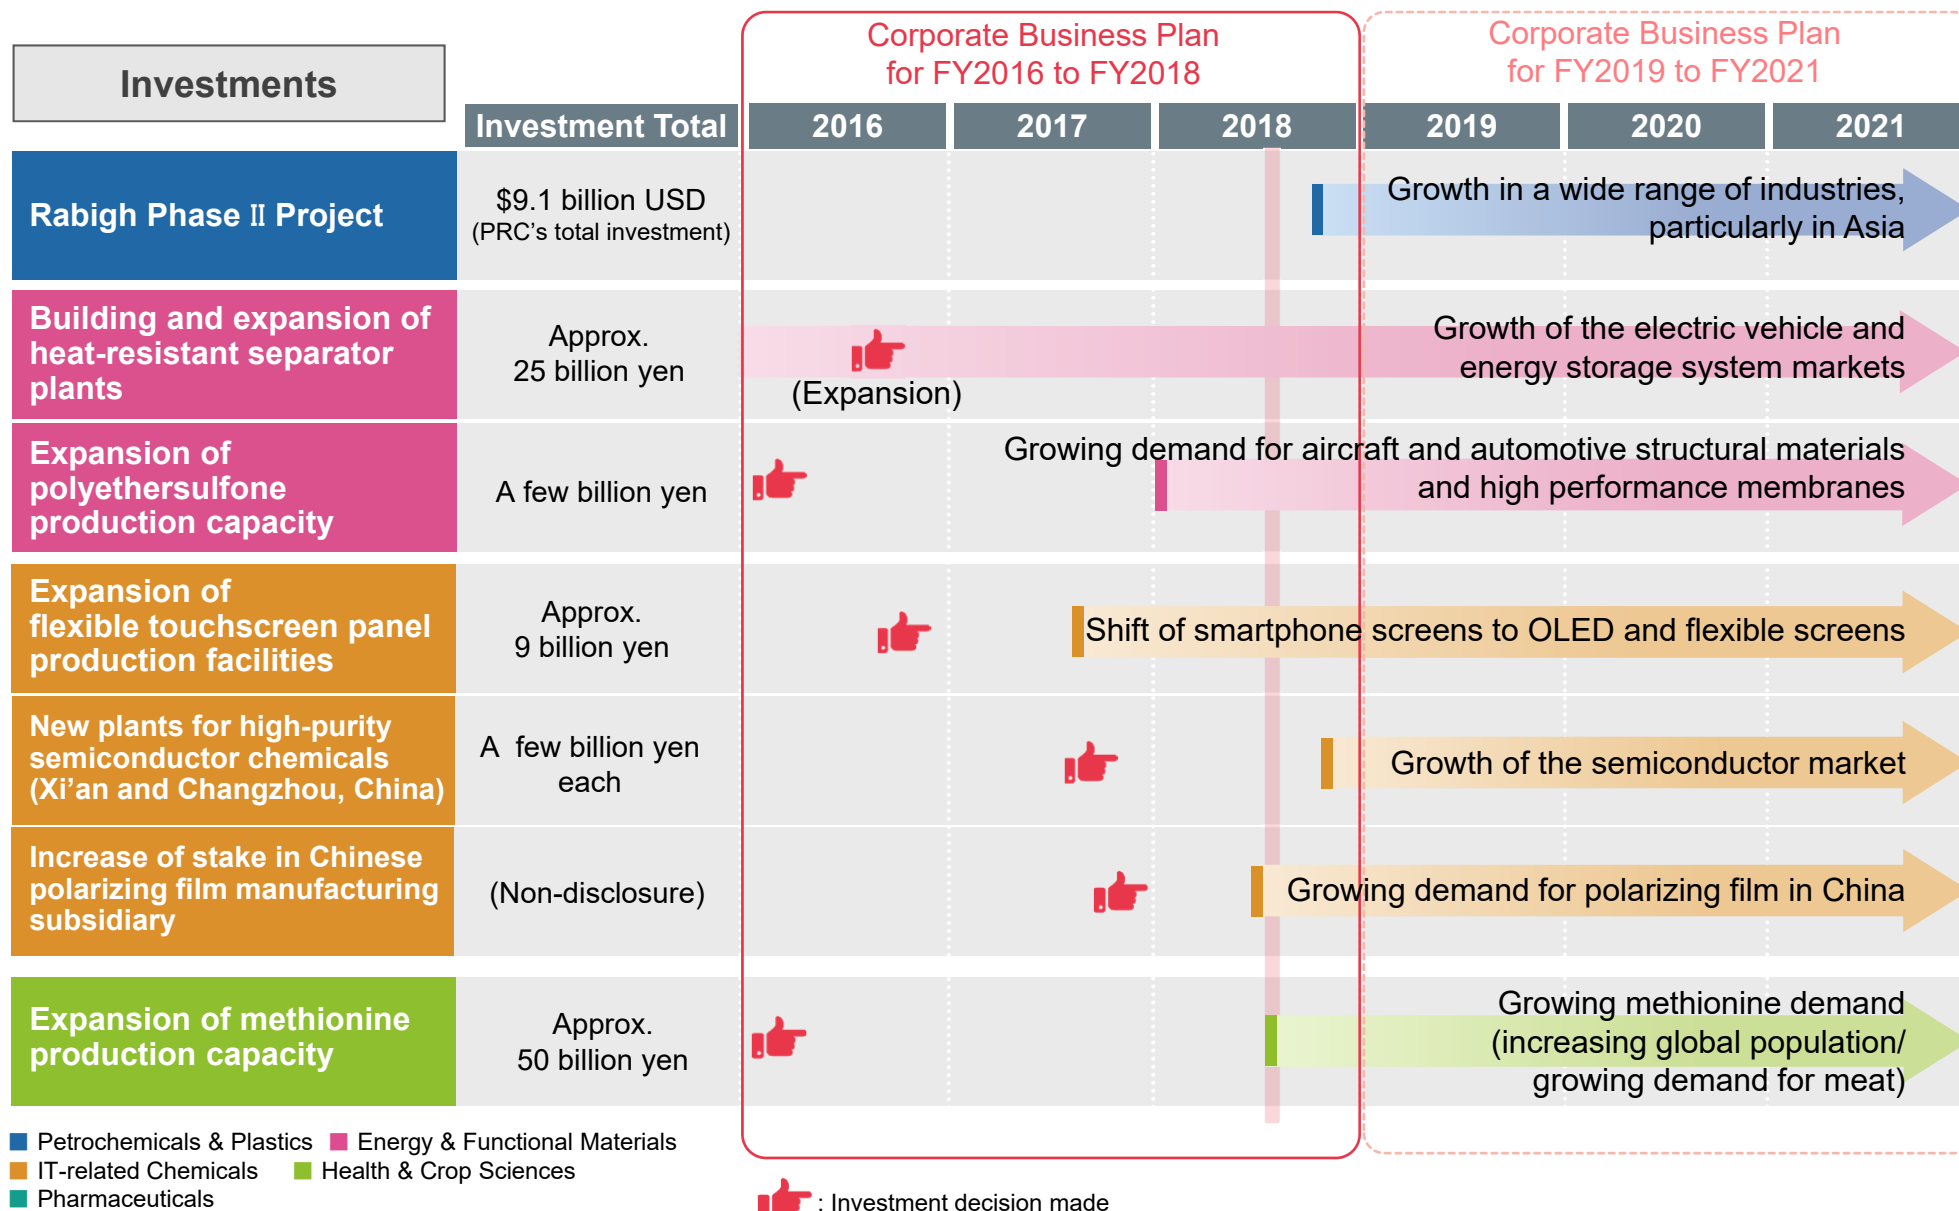 Corporate Business Plan
for FY2016 to FY2018
Corporate Business Plan
for FY2019 to FY2021
Investments
Investment Total
2016
2017
2018
2019
2020
2021
Rabigh Phase Ⅱ Project
$9.1 billion USD
(PRC’s total investment)
Growth in a wide range of industries,
particularly in Asia
Building and expansion of
heat-resistant separator
plants
Approx.
25 billion yen
(Expansion)
Growth of the electric vehicle and
energy storage system markets
Expansion of
polyethersulfone
production capacity
A few billion yen
Growing demand for aircraft and automotive structural materials
and high performance membranes
Expansion of
flexible touchscreen panel
production facilities
Approx.
9 billion yen
Shift of smartphone screens to OLED and flexible screens
New plants for high-purity
semiconductor chemicals
(Xi’an and Changzhou, China)
A few billion yen
each
Growth of the semiconductor market
Increase of stake in Chinese
polarizing film manufacturing
subsidiary
(Non-disclosure)
Growing demand for polarizing film in China
Expansion of methionine
production capacity
Approx.
50 billion yen
Growing methionine demand
(increasing global population/
growing demand for meat)
Petrochemicals & Plastics
Energy & Functional Materials
IT-related Chemicals
Health & Crop Sciences
Pharmaceuticals
: Investment decision made